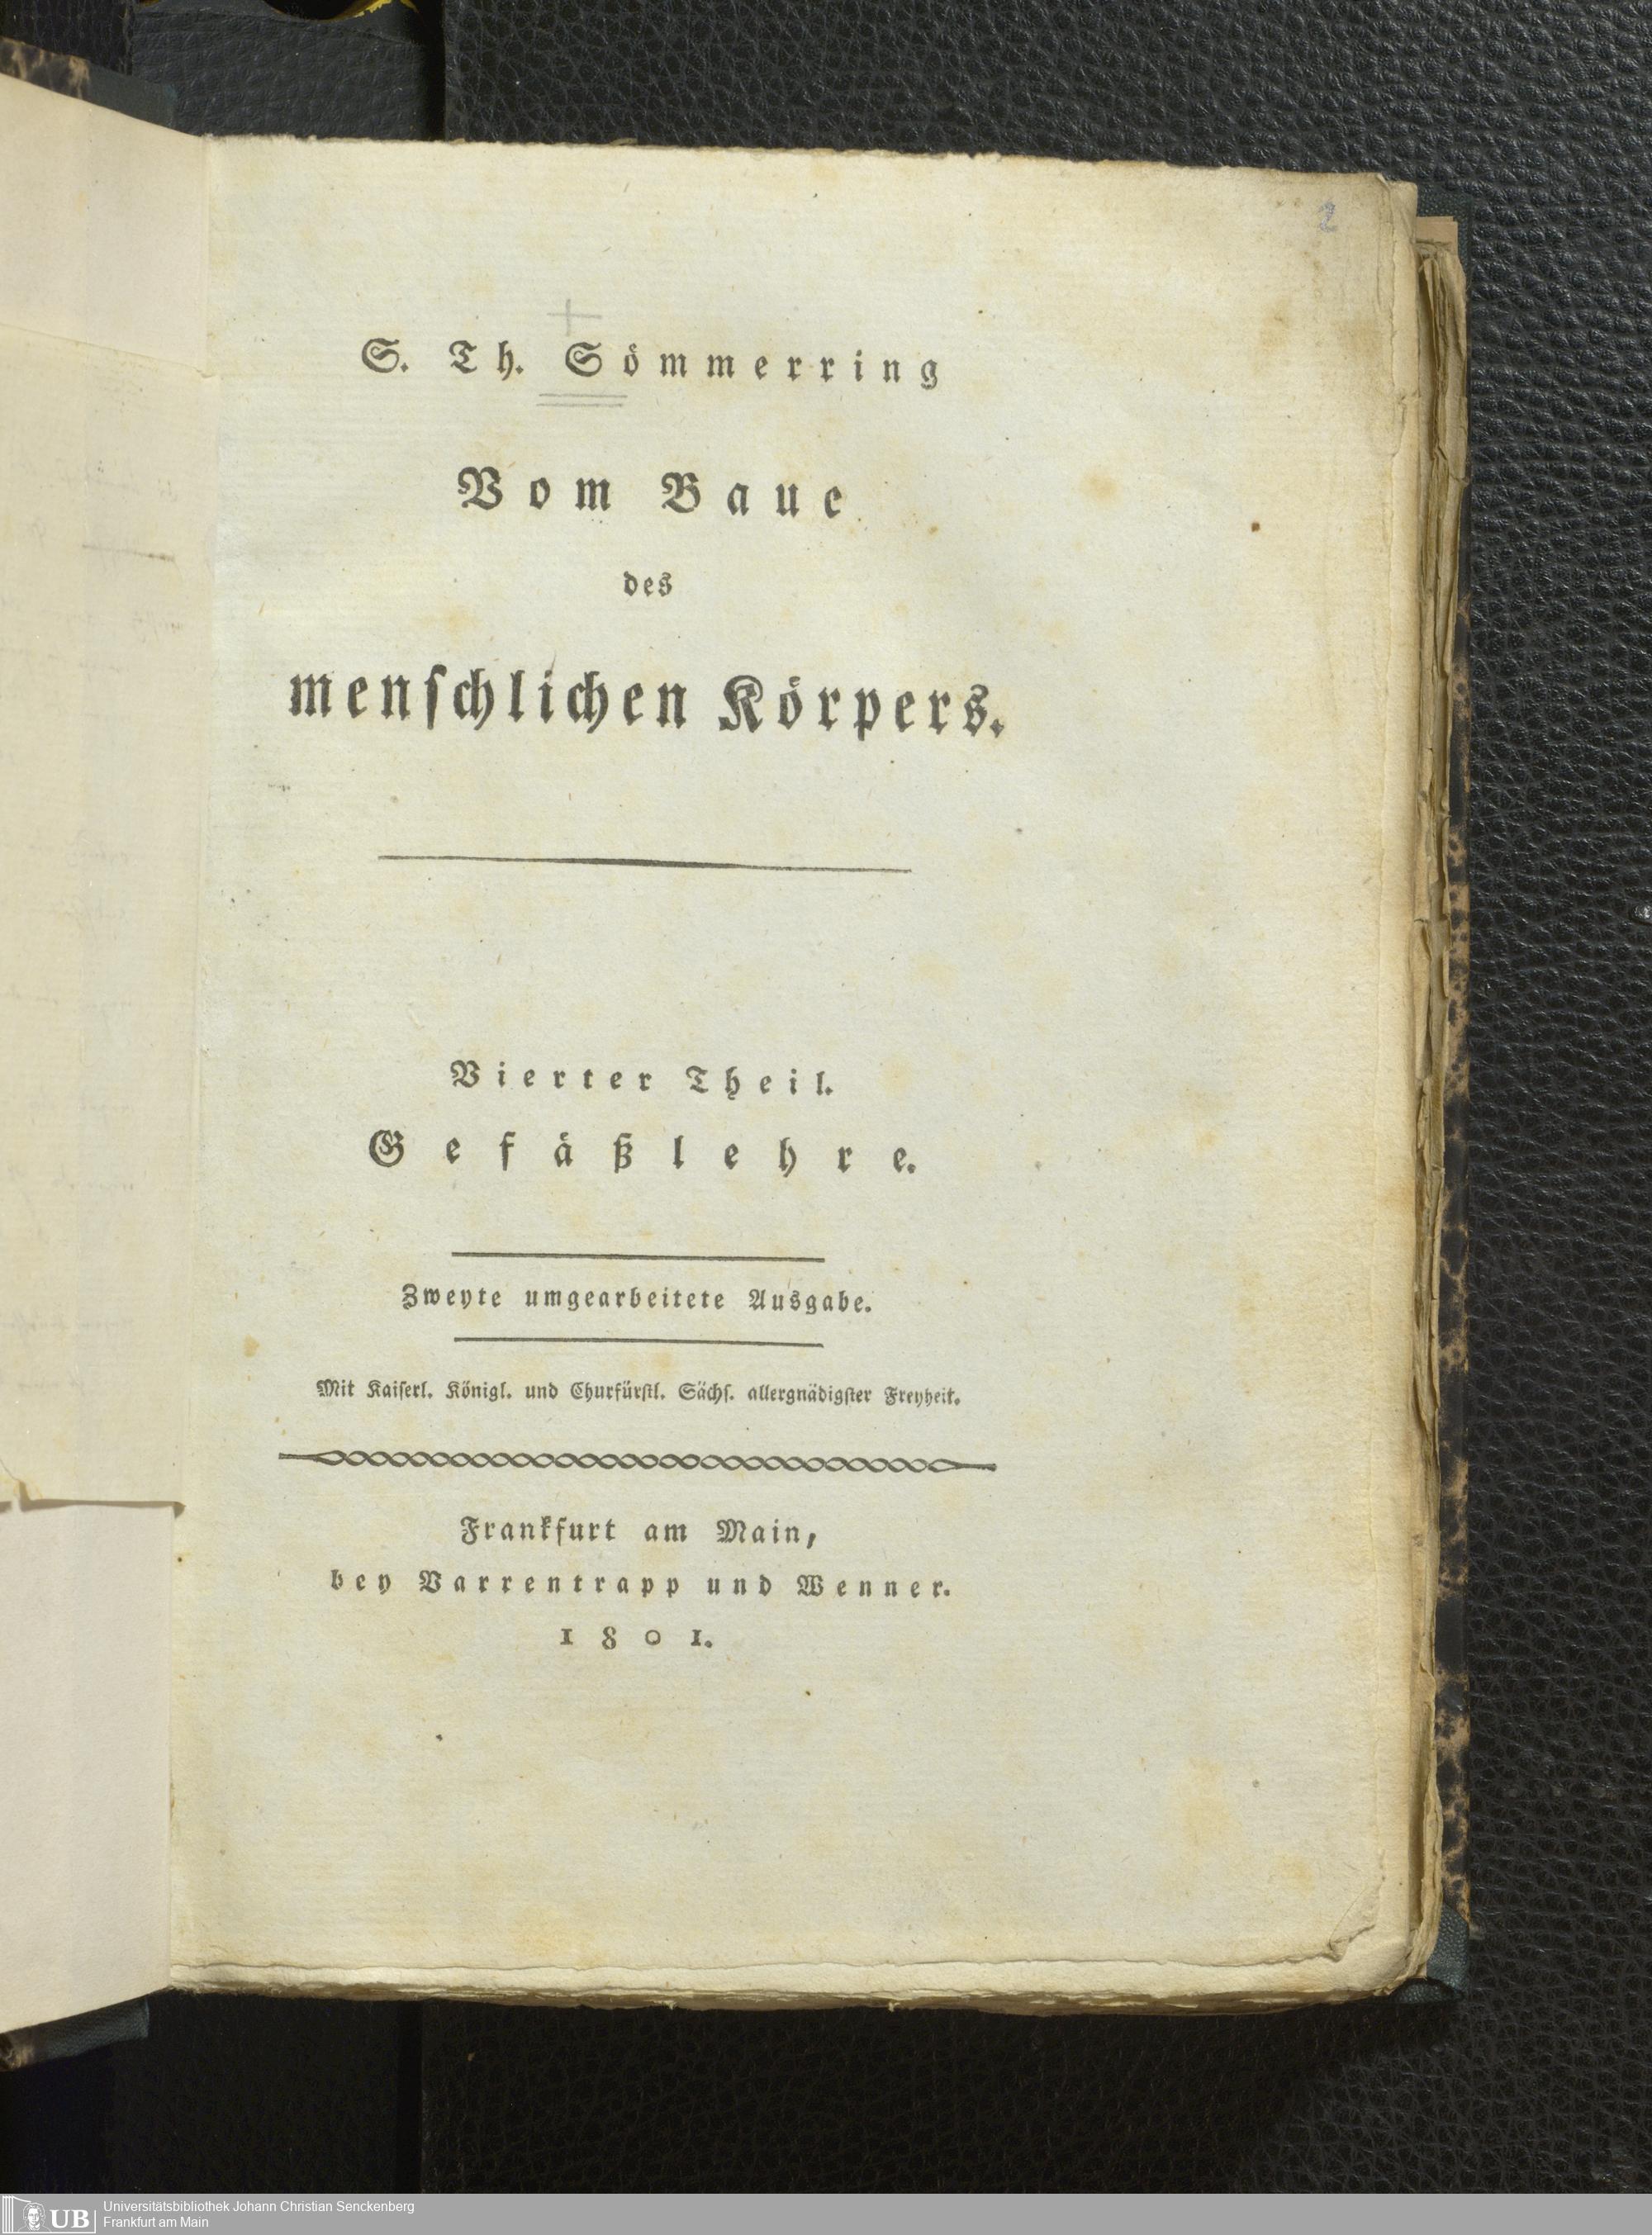 2
S. Th. Sömmerring
Vom Baue
des
menschlichen Körpers.
Vierter Theil.
Gefäßlehre.
Zweyte umgearbeitete Ausgabe.
Mit Kaiserl. Königl. und Churfürstl. Sächs. allergnädigster Freyheit.
Frankfurt am Main,
bey Varrentrapp und Wenner.
1801.
UB
Universitätsbibliothek Johann Christian Senckenberg
Frankfurt am Main